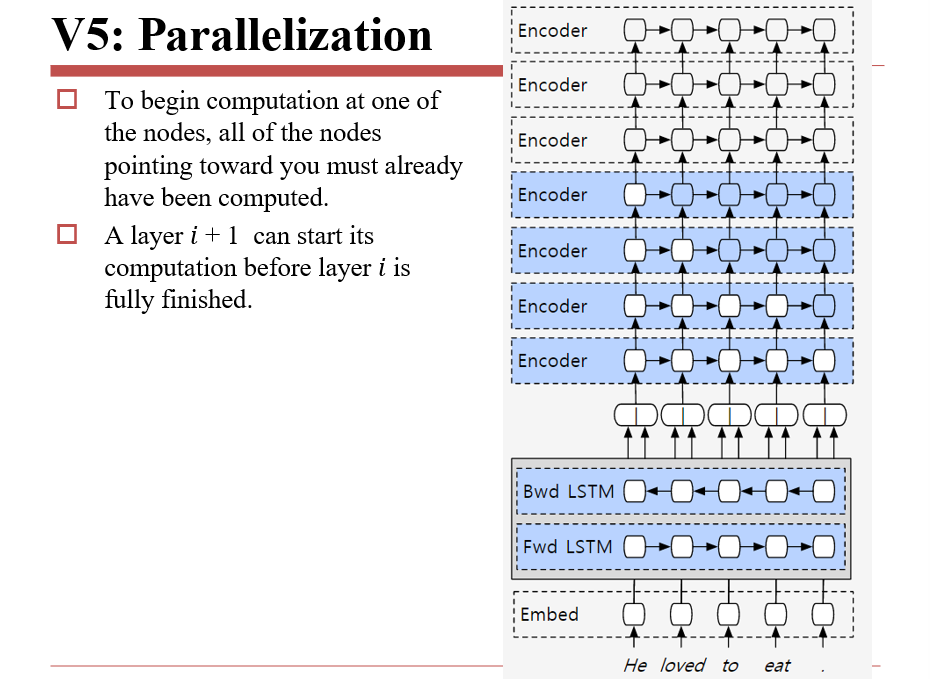 V5: Parallelization
To begin computation at one of
the nodes, all of the nodes
pointing toward you must already
have been computed.
A layer i + 1 can start its
computation before layer i is
fully finished.
Encoder
Encoder
Encoder
Encoder
Encoder
Encoder
Encoder
Bwd LSTM
Fwd LSTM
Embed
He loved to eat .